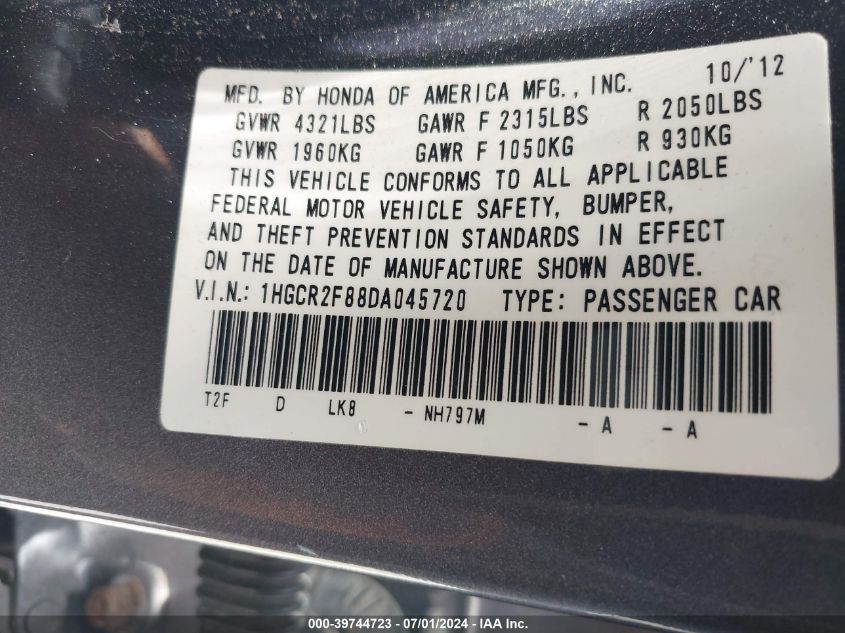 MFD. BY HONDA OF AMERICA MFG., INC. 10/'12
GVWR 4321LBS GAWR F 2315LBS R 2050LBS
GVWR 1960KG GAWR F 1050KG R 930KG
THIS VEHICLE CONFORMS TO ALL APPLICABLE
FEDERAL MOTOR VEHICLE SAFETY, BUMPER,
AND THEFT PREVENTION STANDARDS IN EFFECT
ON THE DATE OF MANUFACTURE SHOWN ABOVE.
V.I.N.: 1HGCR2F88DA045720 TYPE: PASSENGER CAR
T2F D LK8 - NH797M - A - A
000-39744723 - 07/01/2024 - IAA Inc.